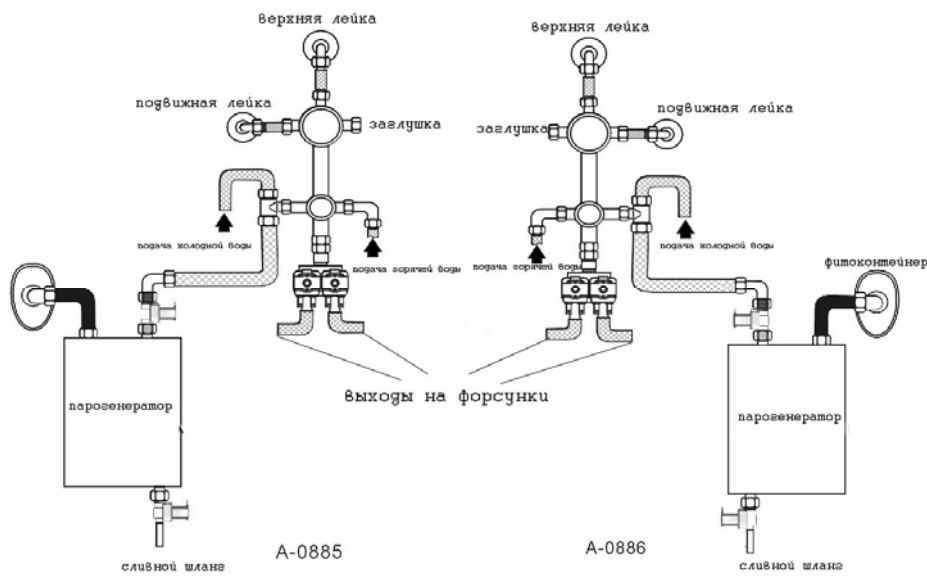 верхняя лейка
подвижная лейка
заглушка
подача холодной воды
подача горячей воды
парогенератор
сливной шланг
А-0885
верхняя лейка
подвижная лейка
заглушка
подача горячей воды
подача холодной воды
фитоконтейнер
выходы на форсунки
парогенератор
сливной шланг
А-0886